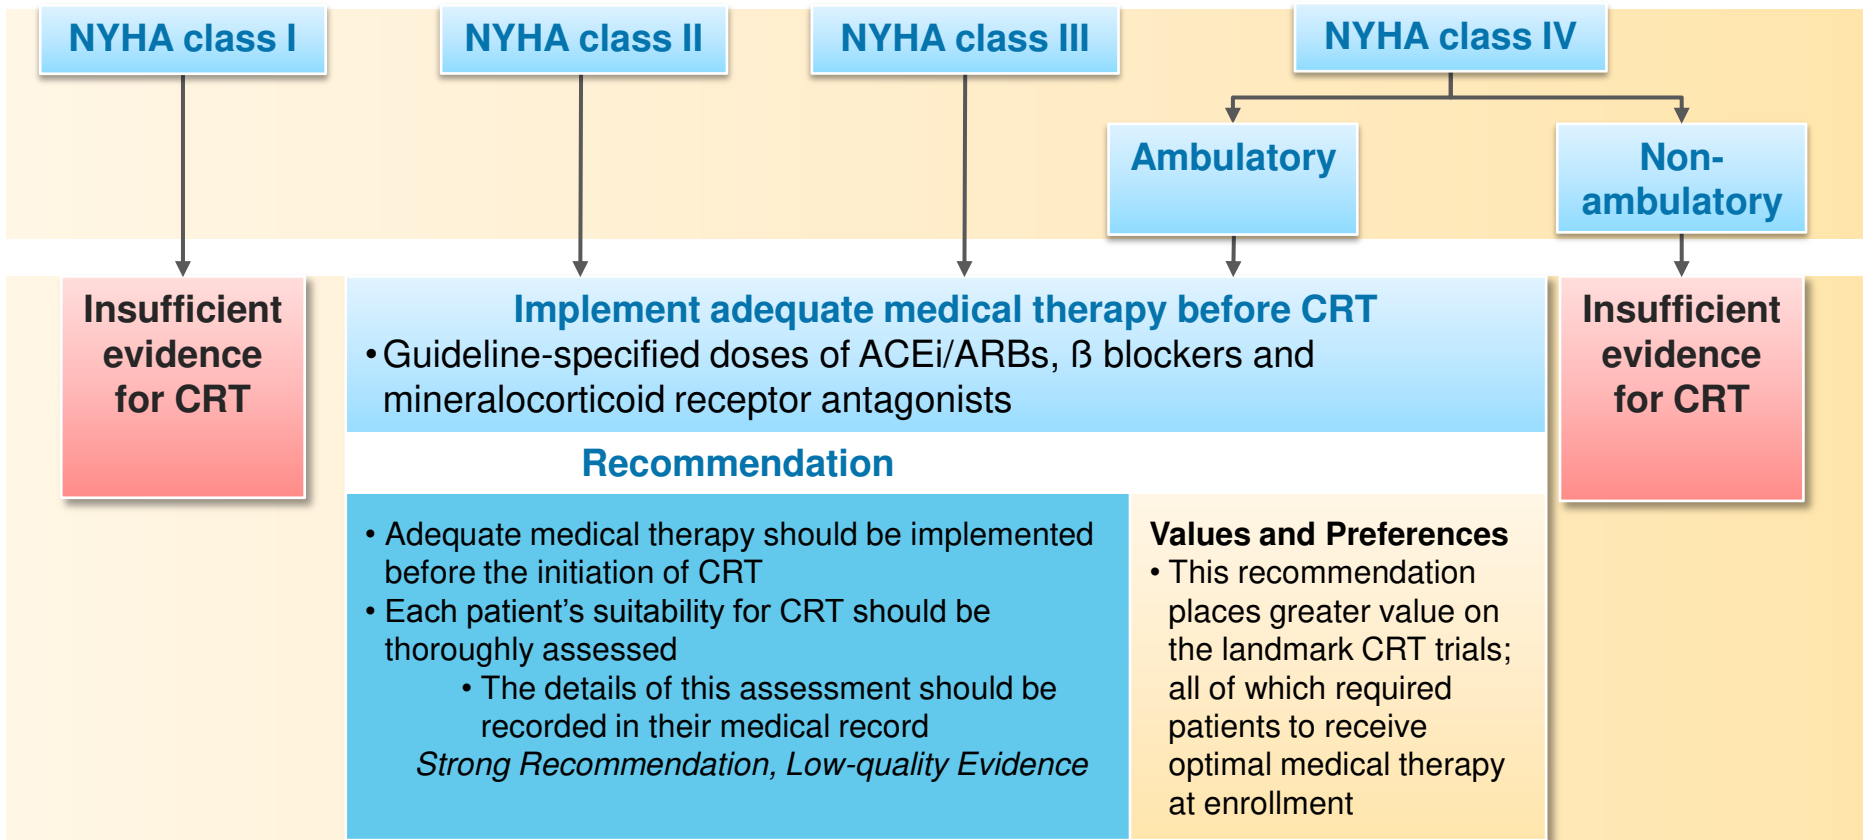 NYHA class I
NYHA class II
NYHA class III
NYHA class IV
Ambulatory
Non-
ambulatory
Insufficient
evidence
for CRT
Implement adequate medical therapy before CRT
• Guideline-specified doses of ACEi/ARBs, ß blockers and
mineralocorticoid receptor antagonists
Insufficient
evidence
for CRT
Recommendation
• Adequate medical therapy should be implemented
before the initiation of CRT
• Each patient’s suitability for CRT should be
thoroughly assessed
• The details of this assessment should be
recorded in their medical record
Strong Recommendation, Low-quality Evidence
Values and Preferences
• This recommendation
places greater value on
the landmark CRT trials;
all of which required
patients to receive
optimal medical therapy
at enrollment